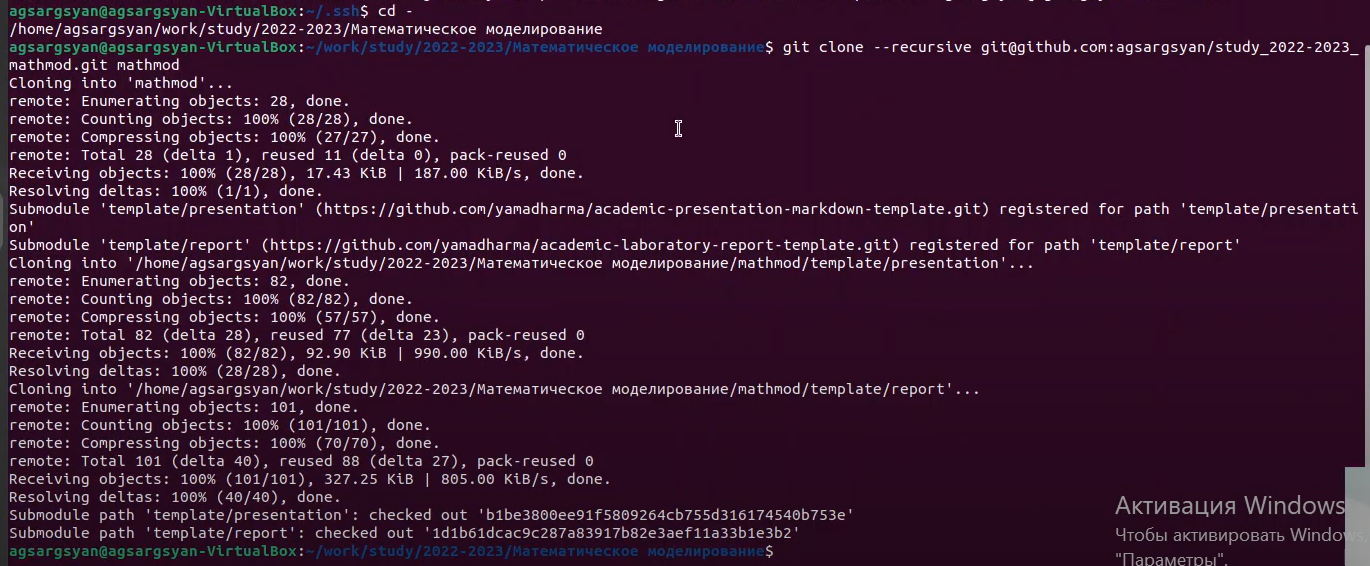 agsargsyan@agsargsyan-VirtualBox:~/.ssh$ cd -
/home/agsargsyan/work/study/2022-2023/Математическое моделирование
agsargsyan@agsargsyan-VirtualBox:~/work/study/2022-2023/Математическое моделирование$ git clone --recursive git@github.com:agsargsyan/study_2022-2023_
mathmod.git mathmod
Cloning into 'mathmod'...
remote: Enumerating objects: 28, done.
remote: Counting objects: 100% (28/28), done.
remote: Compressing objects: 100% (27/27), done.
remote: Total 28 (delta 1), reused 11 (delta 0), pack-reused 0
Receiving objects: 100% (28/28), 17.43 KiB | 187.00 KiB/s, done.
Resolving deltas: 100% (1/1), done.
Submodule 'template/presentation' (https://github.com/yamadharma/academic-presentation-markdown-template.git) registered for path 'template/presentati
on'
Submodule 'template/report' (https://github.com/yamadharma/academic-laboratory-report-template.git) registered for path 'template/report'
Cloning into '/home/agsargsyan/work/study/2022-2023/Математическое моделирование/mathmod/template/presentation'...
remote: Enumerating objects: 82, done.
remote: Counting objects: 100% (82/82), done.
remote: Compressing objects: 100% (57/57), done.
remote: Total 82 (delta 28), reused 77 (delta 23), pack-reused 0
Receiving objects: 100% (82/82), 92.90 KiB | 990.00 KiB/s, done.
Resolving deltas: 100% (28/28), done.
Cloning into '/home/agsargsyan/work/study/2022-2023/Математическое моделирование/mathmod/template/report'...
remote: Enumerating objects: 101, done.
remote: Counting objects: 100% (101/101), done.
remote: Compressing objects: 100% (70/70), done.
remote: Total 101 (delta 40), reused 88 (delta 27), pack-reused 0
Receiving objects: 100% (101/101), 327.25 KiB | 805.00 KiB/s, done.
Resolving deltas: 100% (40/40), done.
Submodule path 'template/presentation': checked out 'b1be3800ee91f5809264cb755d316174540b753e'
Submodule path 'template/report': checked out '1d1b61dcac9c287a83917b82e3aef11a33b1e3b2'
agsargsyan@agsargsyan-VirtualBox:~/work/study/2022-2023/Математическое моделирование$
Активация Windows
Чтобы активировать Windows,
"Параметры".